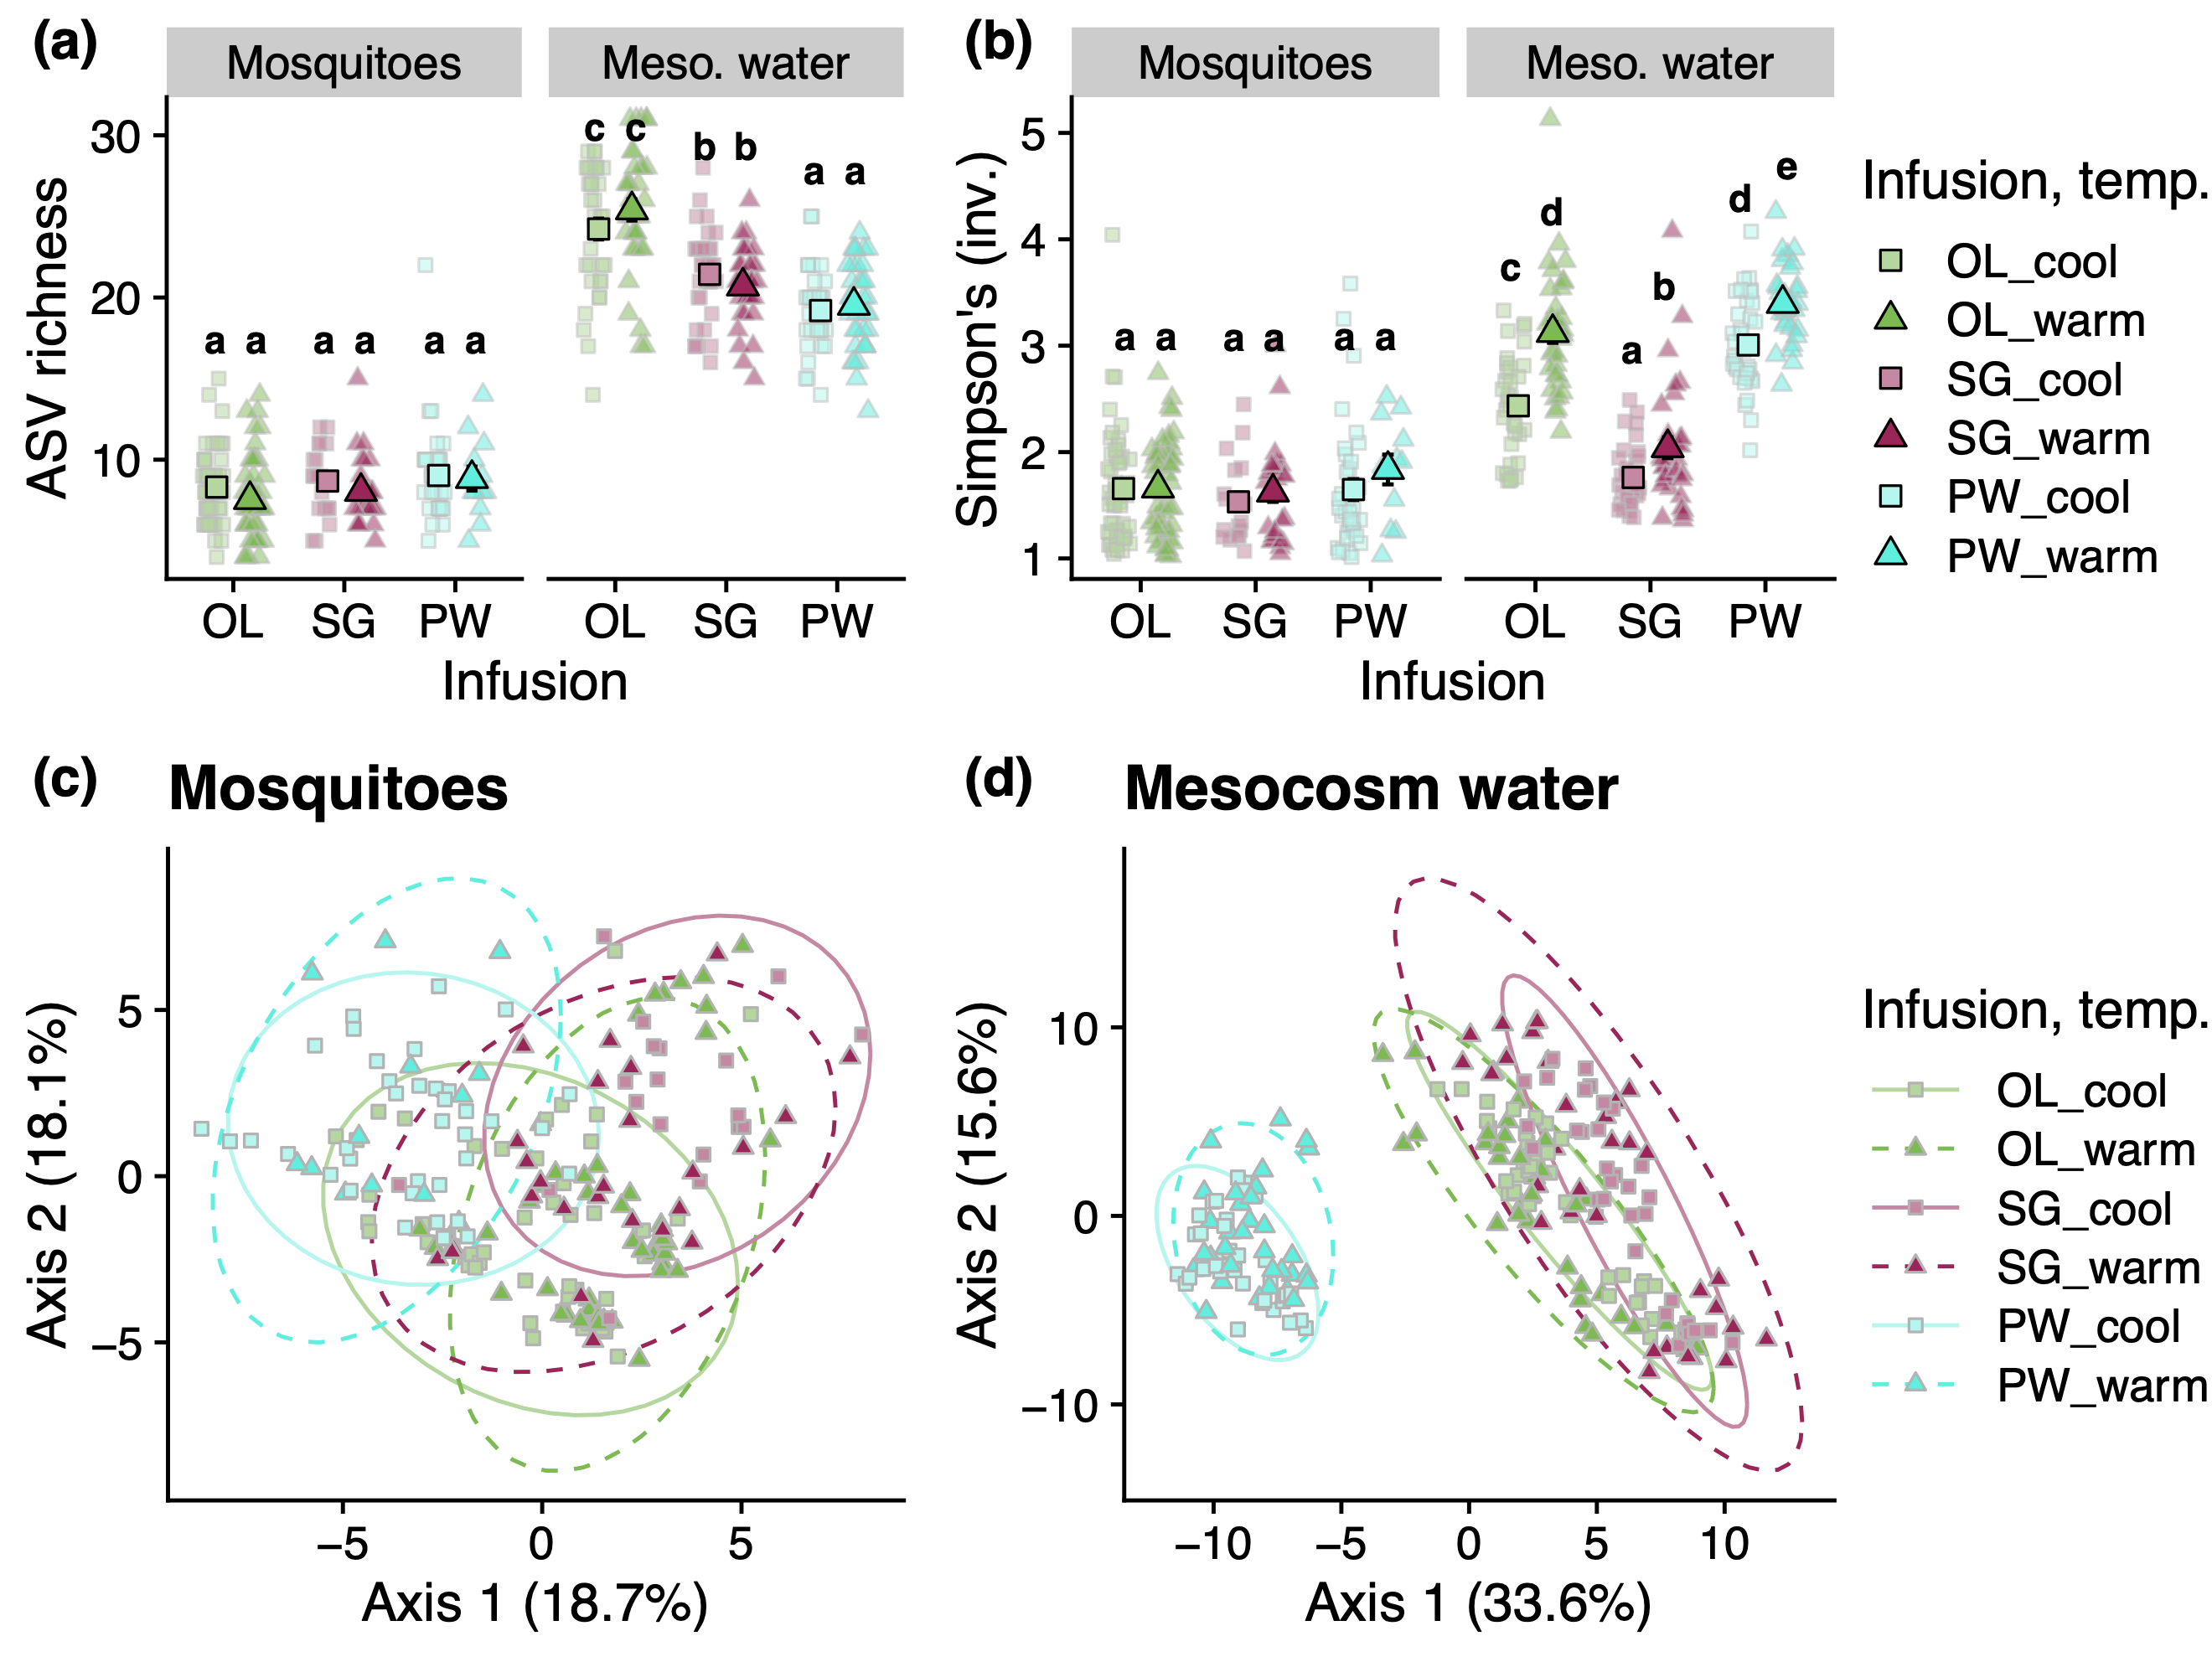 (a)
Mosquitoes
Meso. water
ASV richness
30
20
10
c c
b b
a a
a a
a a
a a
OL SG PW
OL SG PW
Infusion
(b)
Mosquitoes
Meso. water
Simpson's (inv.)
5
4
3
2
1
a a
a a
a a
c
d
a
b
d
e
OL SG PW
OL SG PW
Infusion
Infusion, temp.
OL_cool
OL_warm
SG_cool
SG_warm
PW_cool
PW_warm
(c)
Mosquitoes
Axis 2 (18.1%)
5
0
−5
−5 0 5
Axis 1 (18.7%)
(d)
Mesocosm water
Axis 2 (15.6%)
10
0
−10
−10 −5 0 5 10
Axis 1 (33.6%)
Infusion, temp.
OL_cool
OL_warm
SG_cool
SG_warm
PW_cool
PW_warm